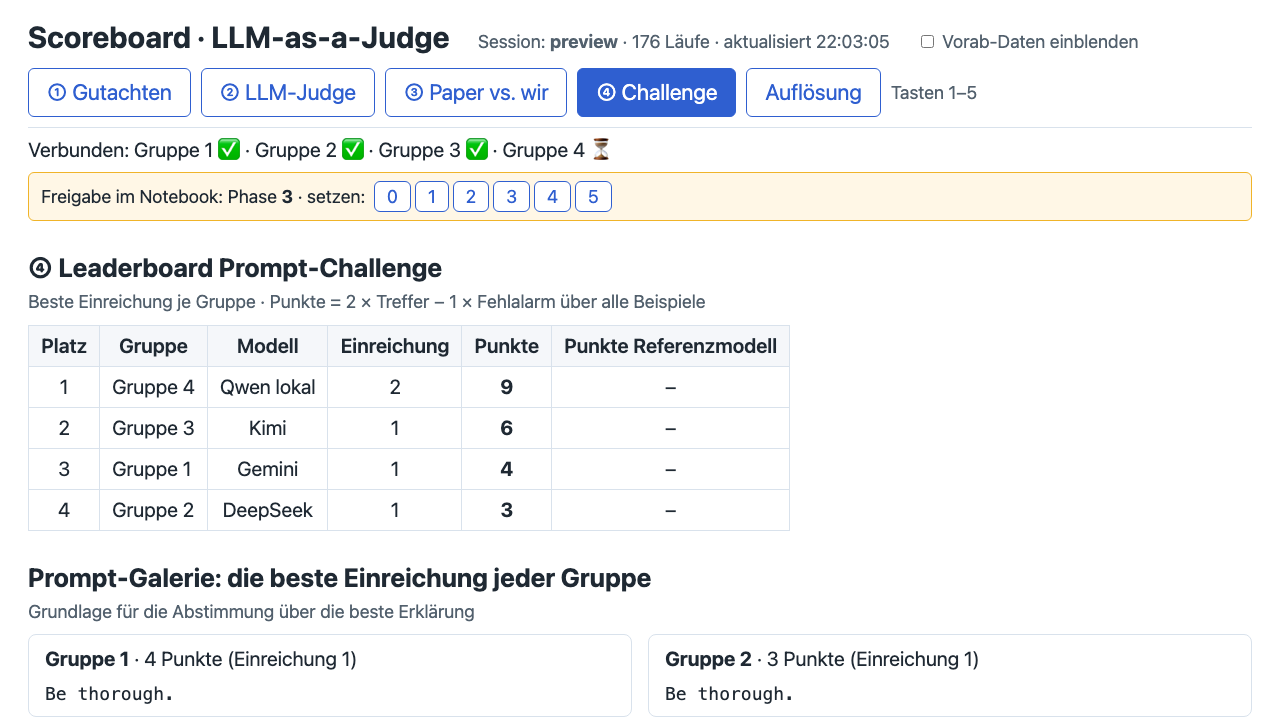 Scoreboard · LLM-as-a-Judge Session: preview · 176 Läufe · aktualisiert 22:03:05 Vorab-Daten einblenden
① Gutachten ② LLM-Judge ③ Paper vs. wir ④ Challenge Auflösung Tasten 1–5
Verbunden: Gruppe 1 ✅ · Gruppe 2 ✅ · Gruppe 3 ✅ · Gruppe 4 ⏳
Freigabe im Notebook: Phase 3 · setzen: 0 1 2 3 4 5
④ Leaderboard Prompt-Challenge
Beste Einreichung je Gruppe · Punkte = 2 × Treffer − 1 × Fehlalarm über alle Beispiele
Platz Gruppe Modell Einreichung Punkte Punkte Referenzmodell
1 Gruppe 4 Qwen lokal 2 9 –
2 Gruppe 3 Kimi 1 6 –
3 Gruppe 1 Gemini 1 4 –
4 Gruppe 2 DeepSeek 1 3 –
Prompt-Galerie: die beste Einreichung jeder Gruppe
Grundlage für die Abstimmung über die beste Erklärung
Gruppe 1 · 4 Punkte (Einreichung 1)
Be thorough.
Gruppe 2 · 3 Punkte (Einreichung 1)
Be thorough.